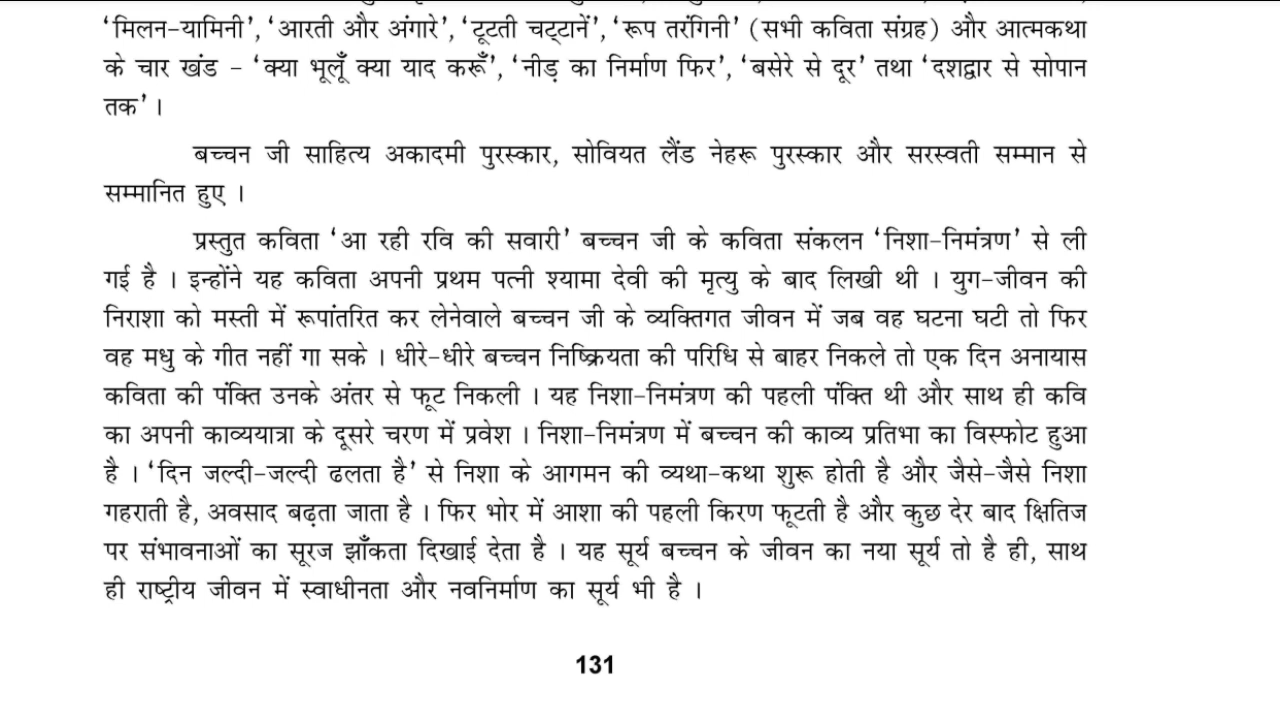 ‘मिलन-यामिनी’, ‘आरती और अंगारे’, ‘टूटती चट्टानें’, ‘रूप तरंगिनी’ (सभी कविता संग्रह) और आत्मकथा
के चार खंड - ‘क्या भूलूँ क्या याद करूँ’, ‘नीड़ का निर्माण फिर’, ‘बसेरे से दूर’ तथा ‘दशद्वार से सोपान
तक’ ।
बच्चन जी साहित्य अकादमी पुरस्कार, सोवियत लैंड नेहरू पुरस्कार और सरस्वती सम्मान से
सम्मानित हुए ।
प्रस्तुत कविता ‘आ रही रवि की सवारी’ बच्चन जी के कविता संकलन ‘निशा-निमंत्रण’ से ली
गई है । इन्होंने यह कविता अपनी प्रथम पत्नी श्यामा देवी की मृत्यु के बाद लिखी थी । युग-जीवन की
निराशा को मस्ती में रूपांतरित कर लेनेवाले बच्चन जी के व्यक्तिगत जीवन में जब वह घटना घटी तो फिर
वह मधु के गीत नहीं गा सके । धीरे-धीरे बच्चन निष्क्रियता की परिधि से बाहर निकले तो एक दिन अनायास
कविता की पंक्ति उनके अंतर से फूट निकली । यह निशा-निमंत्रण की पहली पंक्ति थी और साथ ही कवि
का अपनी काव्ययात्रा के दूसरे चरण में प्रवेश । निशा-निमंत्रण में बच्चन की काव्य प्रतिभा का विस्फोट हुआ
है । ‘दिन जल्दी-जल्दी ढलता है’ से निशा के आगमन की व्यथा-कथा शुरू होती है और जैसे-जैसे निशा
गहराती है, अवसाद बढ़ता जाता है । फिर भोर में आशा की पहली किरण फूटती है और कुछ देर बाद क्षितिज
पर संभावनाओं का सूरज झाँकता दिखाई देता है । यह सूर्य बच्चन के जीवन का नया सूर्य तो है ही, साथ
ही राष्ट्रीय जीवन में स्वाधीनता और नवनिर्माण का सूर्य भी है ।
131